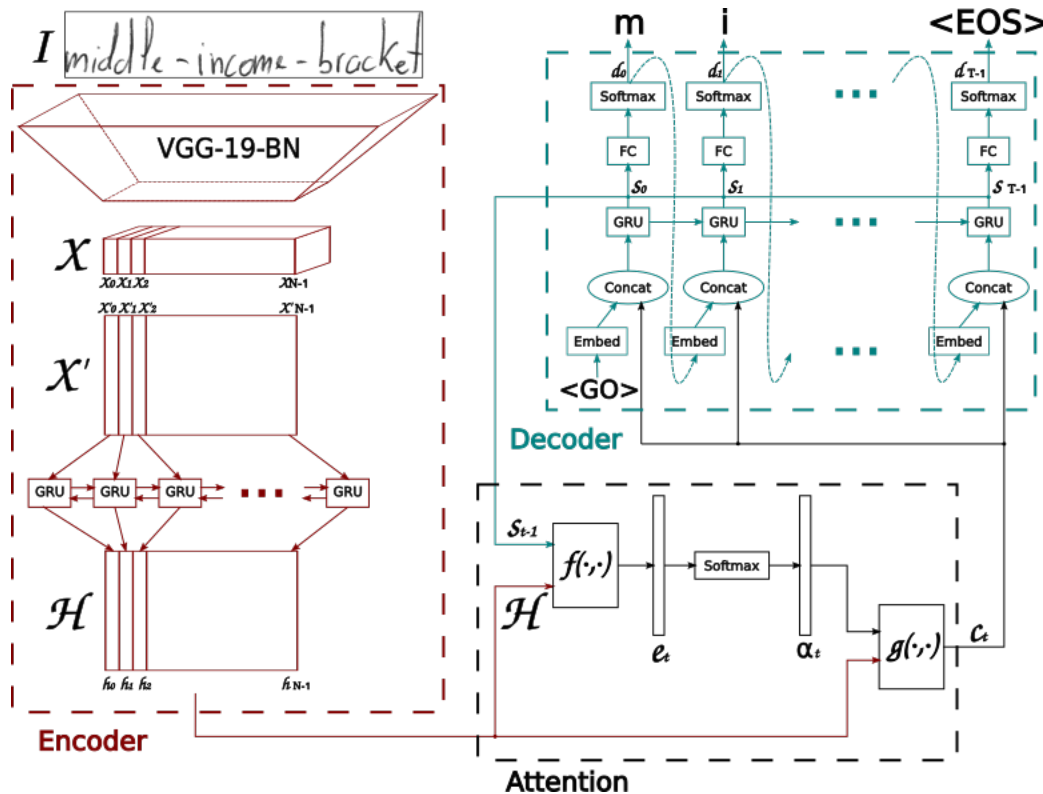 I middle-income-bracket
VGG-19-BN
X
x0 x1 x2 xN-1
x'0 x'1 x'2 x'N-1
X'
GRU GRU GRU ... GRU
H
h0 h1 h2 hN-1
Encoder
m i <EOS>
d0 d1 dT-1
Softmax Softmax ... Softmax
FC FC FC
S0 S1 S T-1
GRU GRU ... GRU
Concat Concat Concat
Embed Embed ... Embed
<GO>
Decoder
St-1
f(·,·)
Softmax
H
et
αt
g(·,·)
Ct
Attention